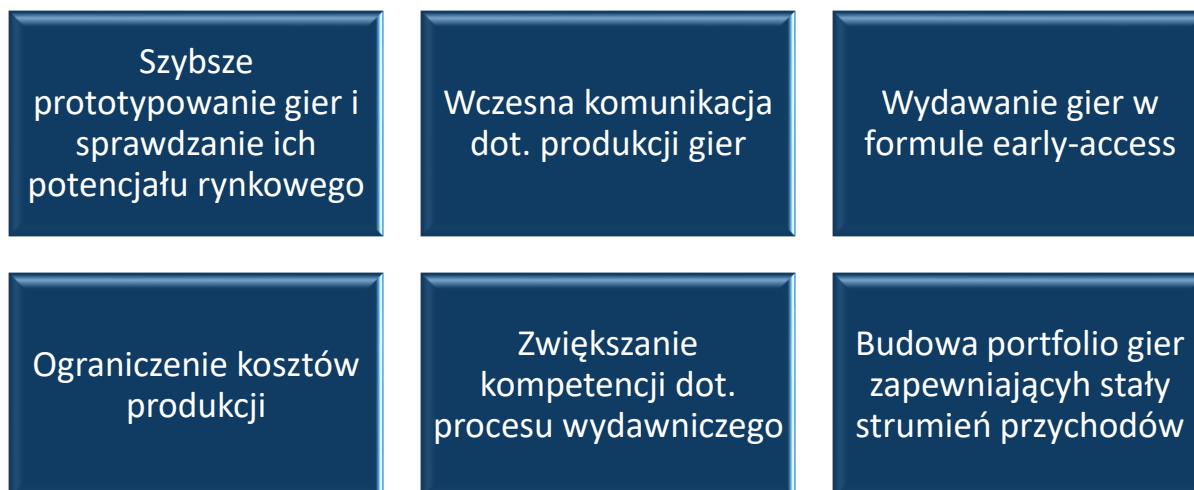 Szybsze
prototypowanie gier i
sprawdzanie ich
potencjału rynkowego
Wczesna komunikacja
dot. produkcji gier
Wydawanie gier w
formule early-access
Ograniczenie kosztów
produkcji
Zwiększanie
kompetencji dot.
procesu wydawniczego
Budowa portfolio gier
zapewniającyh stały
strumień przychodów